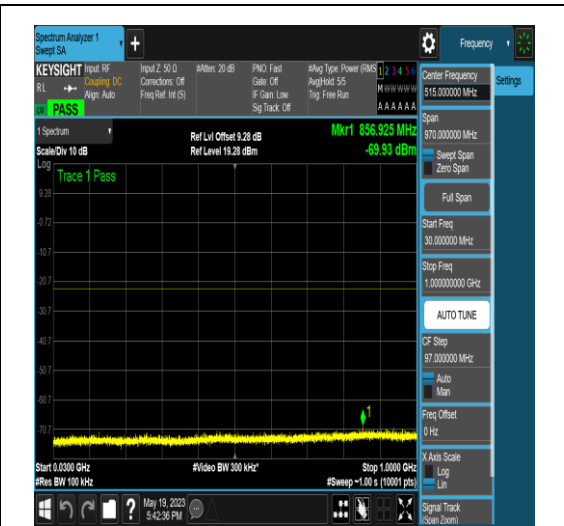 Spectrum Analyzer 1
Swept SA
+
Frequency
KEYSIGHT
Input: RF
Input Z: 50 Ω
#Atten: 20 dB
PNO: Fast
#Avg Type: Power (RMS
1 2 3 4 5 6
RL
Coupling: DC
Corrections: Off
Gate: Off
Avg|Hold: 5/5
M W W W W W
Align: Auto
Freq Ref: Int (S)
IF Gain: Low
Trig: Free Run
Sig Track: Off
A A A A A A
PASS
Center Frequency
515.000000 MHz
Settings
1 Spectrum
Ref Lvl Offset 9.28 dB
Mkr1 856.925 MHz
Scale/Div 10 dB
Ref Level 19.28 dBm
-69.93 dBm
Log
Trace 1 Pass
9.28
-0.72
-10.7
-20.7
-30.7
-40.7
-50.7
-60.7
-70.7
1
Start 0.0300 GHz
#Video BW 300 kHz*
Stop 1.0000 GHz
#Res BW 100 kHz
#Sweep ~1.00 s (10001 pts)
Span
970.000000 MHz
Swept Span
Zero Span
Full Span
Start Freq
30.000000 MHz
Stop Freq
1.000000000 GHz
AUTO TUNE
CF Step
97.000000 MHz
Auto
Man
Freq Offset
0 Hz
X Axis Scale
Log
Lin
Signal Track
(Span Zoom)
?
May 19, 2023
5:42:36 PM